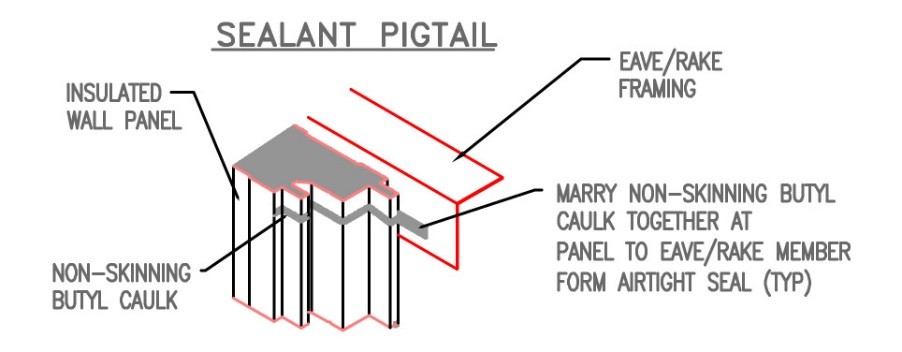 SEALANT PIGTAIL
EAVE/RAKE
FRAMING
INSULATED
WALL PANEL
MARRY NON-SKINNING BUTYL
CAULK TOGETHER AT
PANEL TO EAVE/RAKE MEMBER
FORM AIRTIGHT SEAL (TYP)
NON-SKINNING
BUTYL CAULK